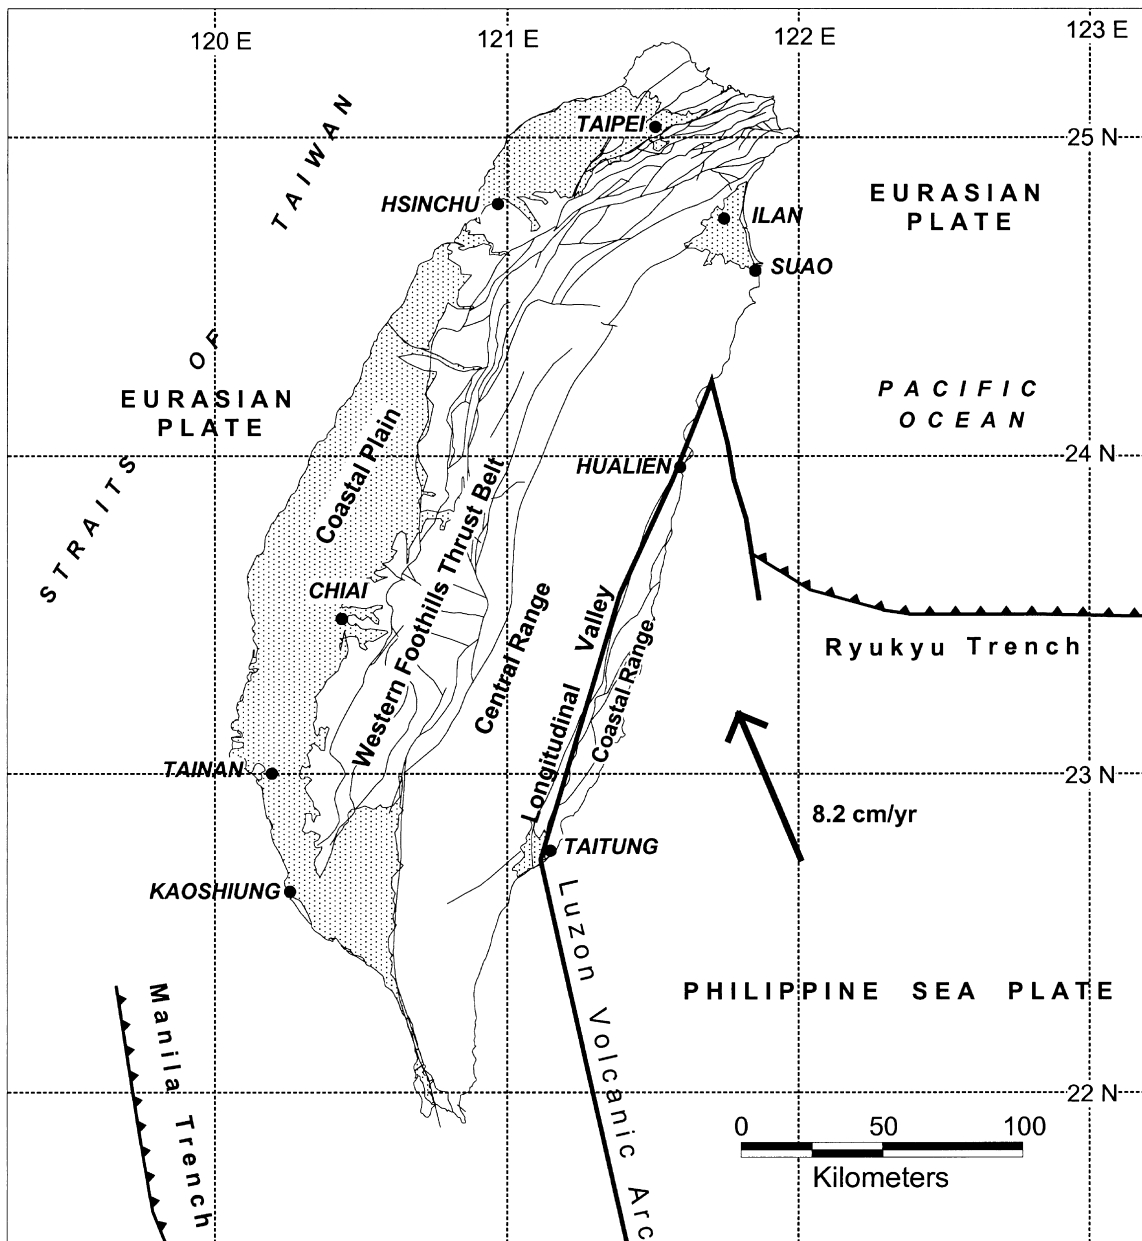 120 E
121 E
122 E
123 E
STRAITS OF TAIWAN
TAIPEI
25 N
HSINCHU
ILAN
EURASIAN
PLATE
SUAO
EURASIAN
PLATE
PACIFIC
OCEAN
Coastal Plain
24 N
HUALIEN
Western Foothills Thrust Belt
CHIAI
Central Range
Longitudinal Valley
Coastal Range
Ryukyu Trench
TAINAN
23 N
8.2 cm/yr
TAITUNG
KAOSHIUNG
Luzon Volcanic Arc
PHILIPPINE SEA PLATE
Manila Trench
22 N
0 50 100
Kilometers